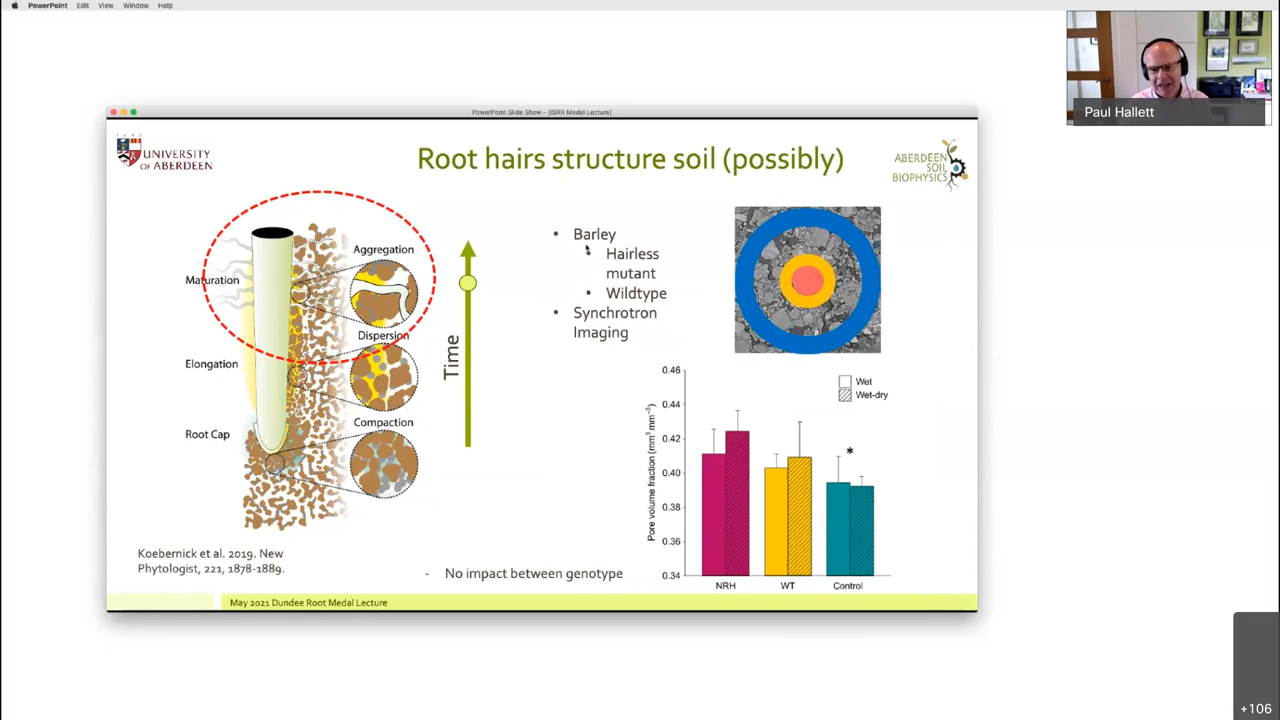 PowerPoint Edit View Window Help
Paul Hallett
PowerPoint Slide Show - [ISRR Medal Lecture]
UNIVERSITY
OF ABERDEEN
Root hairs structure soil (possibly)
ABERDEEN
SOIL
BIOPHYSICS
Aggregation
Maturation
Dispersion
Elongation
Compaction
Root Cap
Time
• Barley
• Hairless
mutant
• Wildtype
• Synchrotron
Imaging
Pore volume fraction (mm³ mm⁻³)
0.46
0.44
0.42
0.40
0.38
0.36
0.34
Wet
Wet-dry
*
NRH WT Control
Koebernick et al. 2019. New
Phytologist, 221, 1878-1889.
- No impact between genotype
May 2021 Dundee Root Medal Lecture
+106